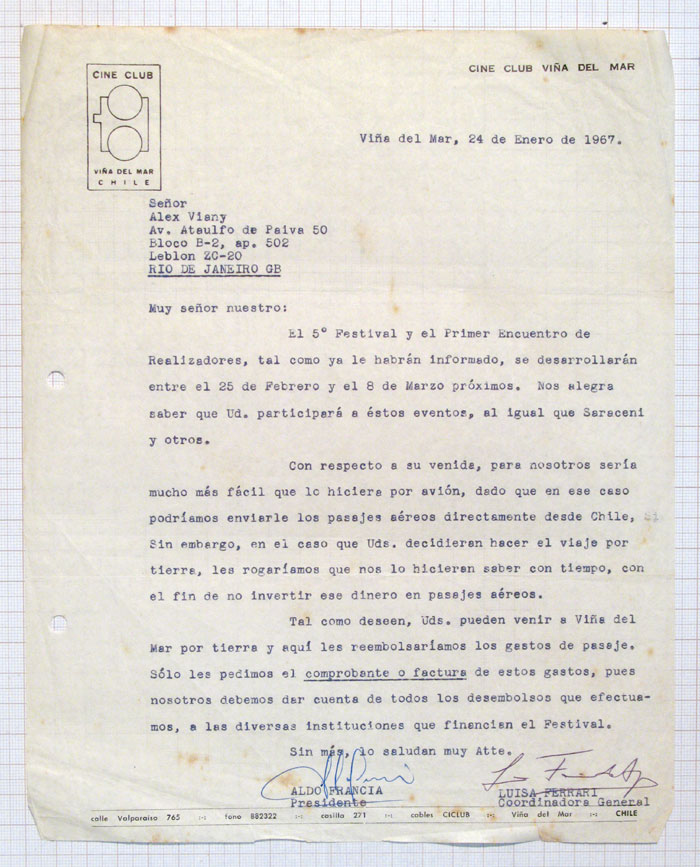 CINE CLUB
VIÑA DEL MAR
CHILE
CINE CLUB VIÑA DEL MAR
Viña del Mar, 24 de Enero de 1967.
Señor
Alex Viany
Av. Ataulfo de Paiva 50
Bloco B-2, ap. 502
Leblon ZC-20
RIO DE JANEIRO GB
Muy señor nuestro:
El 5° Festival y el Primer Encuentro de
Realizadores, tal como ya le habrán informado, se desarrollarán
entre el 25 de Febrero y el 8 de Marzo próximos. Nos alegra
saber que Ud. participará a éstos eventos, al igual que Saraceni
y otros.
Con respecto a su venida, para nosotros sería
mucho más fácil que lo hiciera por avión, dado que en ese caso
podríamos enviarle los pasajes aéreos directamente desde Chile, Si
Sin embargo, en el caso que Uds. decidieran hacer el viaje por
tierra, les rogaríamos que nos lo hicieran saber con tiempo, con
el fin de no invertir ese dinero en pasajes aéreos.
Tal como deseen, Uds. pueden venir a Viña del
Mar por tierra y aquí les reembolsaríamos los gastos de pasaje.
Sólo les pedimos el comprobante o factura de estos gastos, pues
nosotros debemos dar cuenta de todos los desembolsos que efectua-
mos, a las diversas instituciones que financian el Festival.
Sin más, lo saludan muy Atte.
ALDO FRANCIA
Presidente
LUISA FERRARI
Coordinadora General
calle Valparaíso 765 :-: fono 882322 :-: casilla 271 :-: cables CICLUB :-: Viña del Mar :-: CHILE